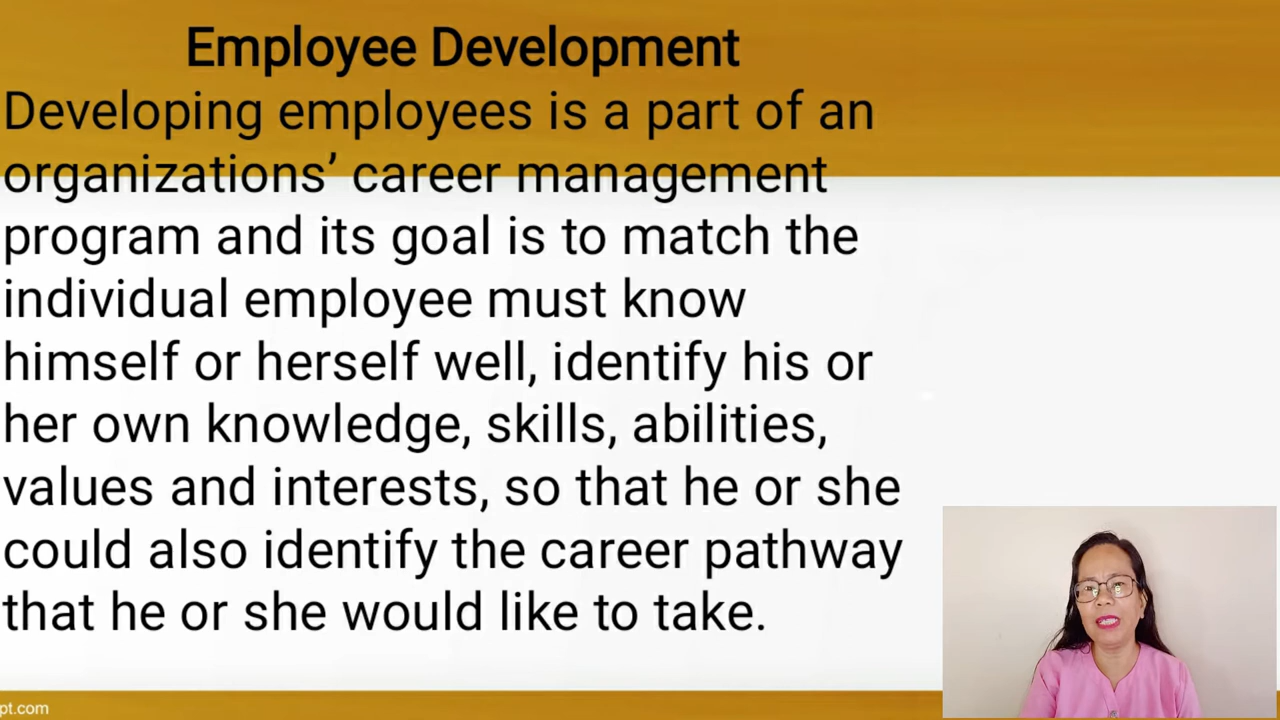 Employee Development
Developing employees is a part of an
organizations’ career management
program and its goal is to match the
individual employee must know
himself or herself well, identify his or
her own knowledge, skills, abilities,
values and interests, so that he or she
could also identify the career pathway
that he or she would like to take.
pt.com